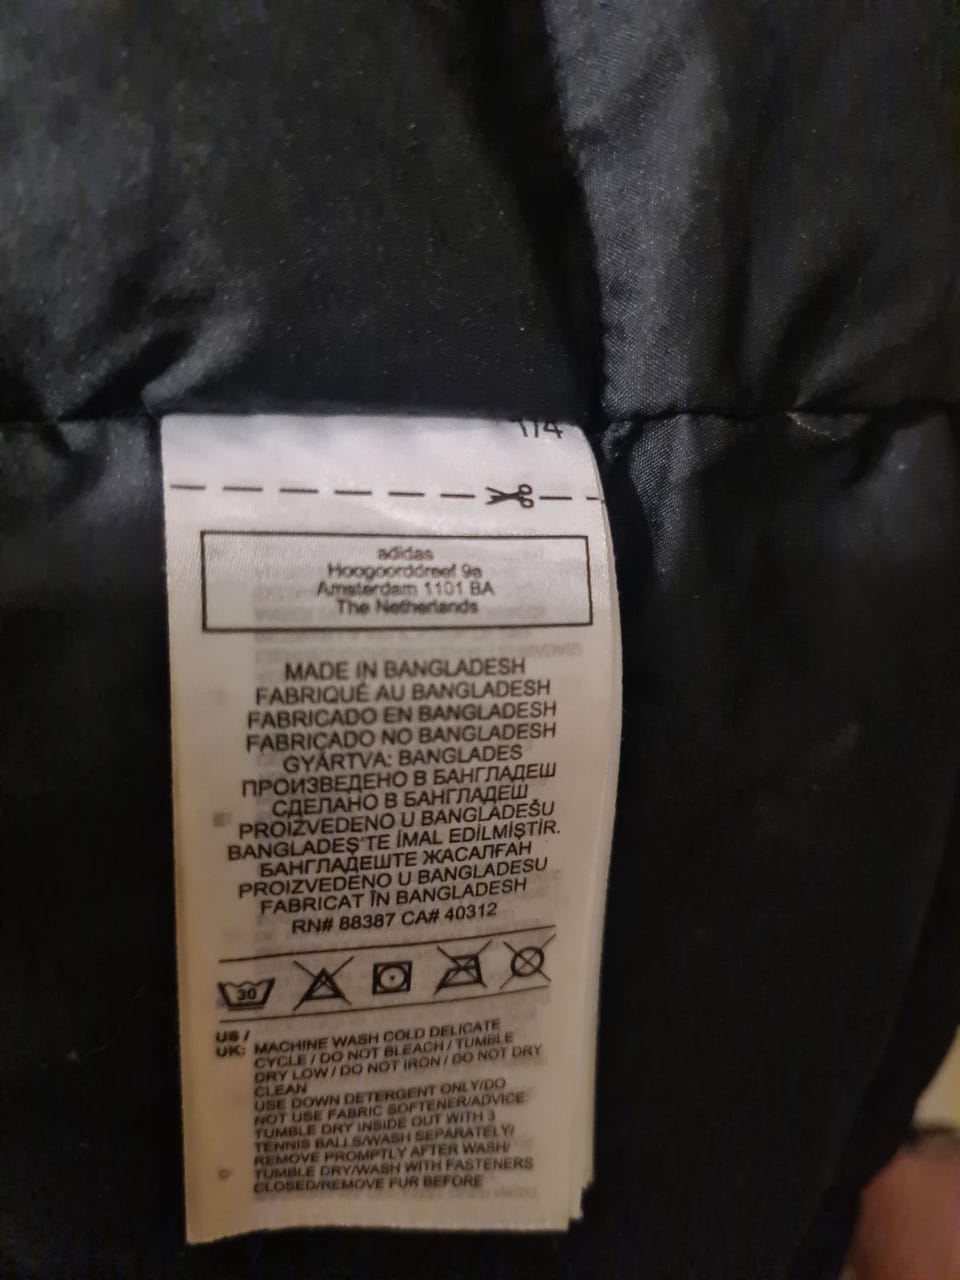 1/4
adidas
Hoogoorddreef 9a
Amsterdam 1101 BA
The Netherlands
MADE IN BANGLADESH
FABRIQUÉ AU BANGLADESH
FABRICADO EN BANGLADESH
FABRICADO NO BANGLADESH
GYÁRTVA: BANGLADES
ПРОИЗВЕДЕНО В БАНГЛАДЕШ
СДЕЛАНО В БАНГЛАДЕШ
PROIZVEDENO U BANGLADEŠU
BANGLADEŞ'TE İMAL EDİLMİŞTİR.
БАНГЛАДЕШТЕ ЖАСАЛҒАН
PROIZVEDENO U BANGLADEŠU
FABRICAT ÎN BANGLADESH
RN# 88387 CA# 40312
30
US /
UK: MACHINE WASH COLD DELICATE
CYCLE / DO NOT BLEACH / TUMBLE
DRY LOW / DO NOT IRON / DO NOT DRY
CLEAN
USE DOWN DETERGENT ONLY/DO
NOT USE FABRIC SOFTENER/ADVICE:
TUMBLE DRY INSIDE OUT WITH 3
TENNIS BALLS/WASH SEPARATELY/
REMOVE PROMPTLY AFTER WASH/
TUMBLE DRY/WASH WITH FASTENERS
CLOSED/REMOVE FUR BEFORE